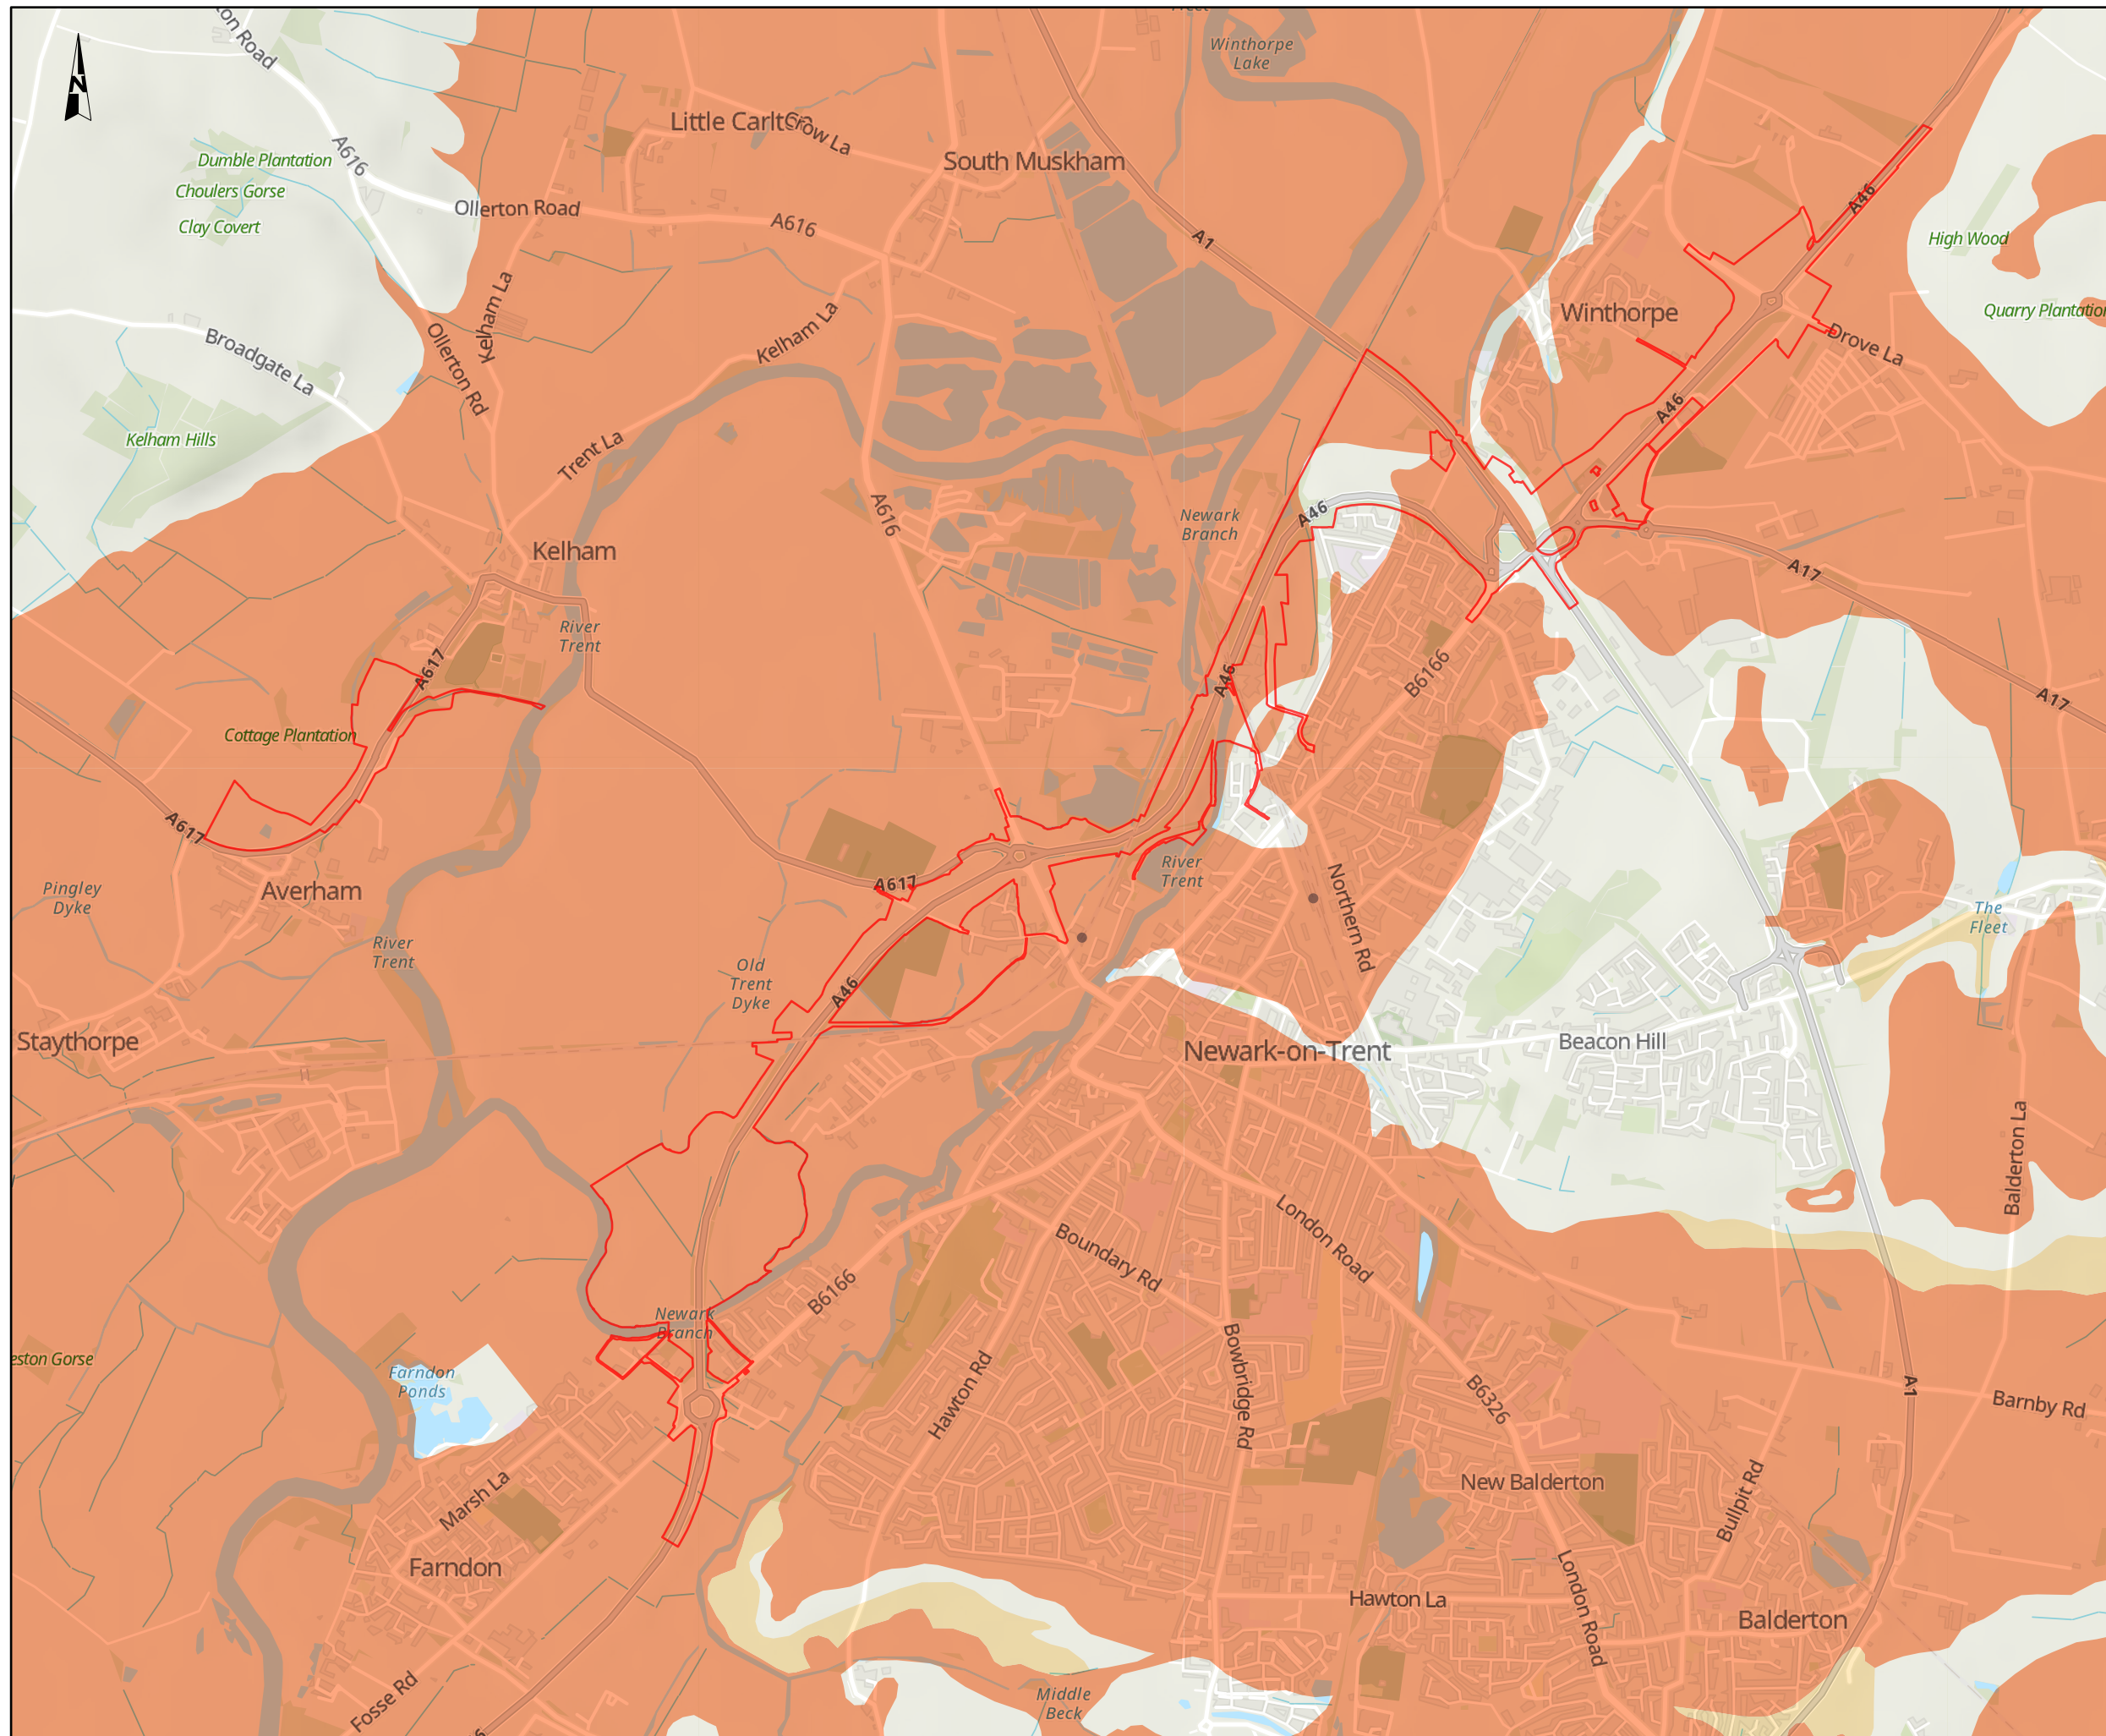 N
Winthorpe
Lake
Dumble Plantation
Choulers Gorse
Clay Covert
A616
Ollerton Road
Little Carlton
Crow La
South Muskham
A616
A1
A46
High Wood
Quarry Plantation
Winthorpe
Drove La
Kelham La
Kelham La
Ollerton Rd
Broadgate La
Kelham Hills
Trent La
A616
A46
A46
Newark
Branch
Kelham
A17
River
Trent
A617
A46
B6166
A17
Cottage Plantation
A617
Averham
Pingley
Dyke
A617
River
Trent
Northern Rd
The
Fleet
River
Trent
Old
Trent
Dyke
A46
Staythorpe
Newark-on-Trent
Beacon Hill
Balderton La
London Road
Boundary Rd
B6166
Newark
Branch
Farndon
Ponds
eston Gorse
Hawton Rd
Bowbridge Rd
B6326
A1
Barnby Rd
Marsh La
New Balderton
Bullpit Rd
Farndon
London Road
Hawton La
Balderton
Fosse Rd
Middle
Beck